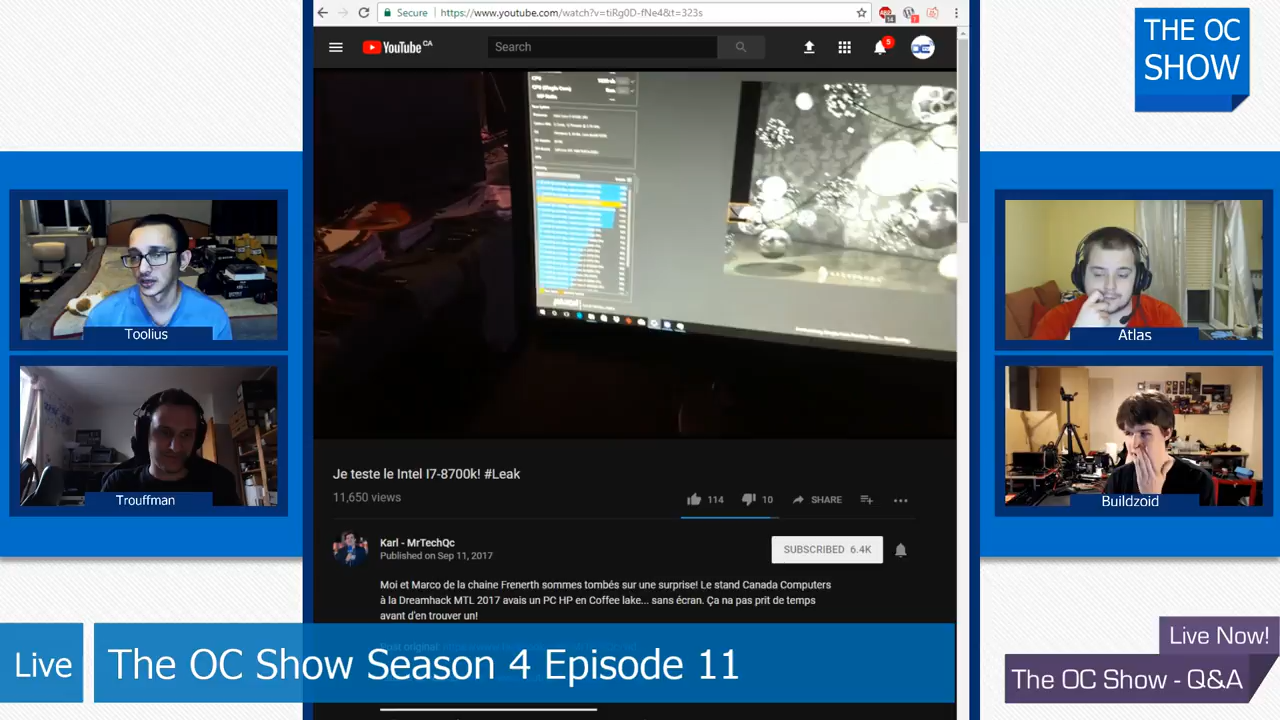 Secure
https://www.youtube.com/watch?v=tiRg0D-fNe4&t=323s
14
7
YouTube CA
Search
5
THE OC
SHOW
Toolius
Trouffman
Atlas
Buildzoid
Je teste le Intel I7-8700k! #Leak
11,650 views
114
10
SHARE
Karl - MrTechQc
Published on Sep 11, 2017
SUBSCRIBED 6.4K
Moi et Marco de la chaine Frenerth sommes tombés sur une surprise! Le stand Canada Computers
à la Dreamhack MTL 2017 avais un PC HP en Coffee lake... sans écran. Ça na pas prit de temps
avant d'en trouver un!
Live
The OC Show Season 4 Episode 11
Live Now!
The OC Show - Q&A